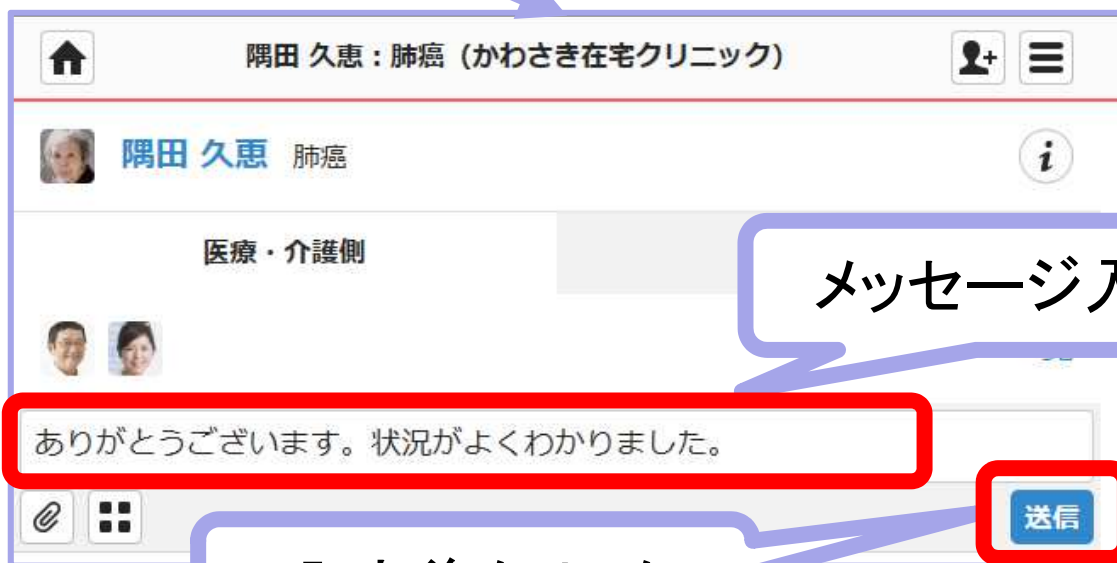 隅田 久恵：肺癌（かわさき在宅クリニック）
隅田 久恵 肺癌
医療・介護側
メッセージ入
ありがとうございます。状況がよくわかりました。
送信